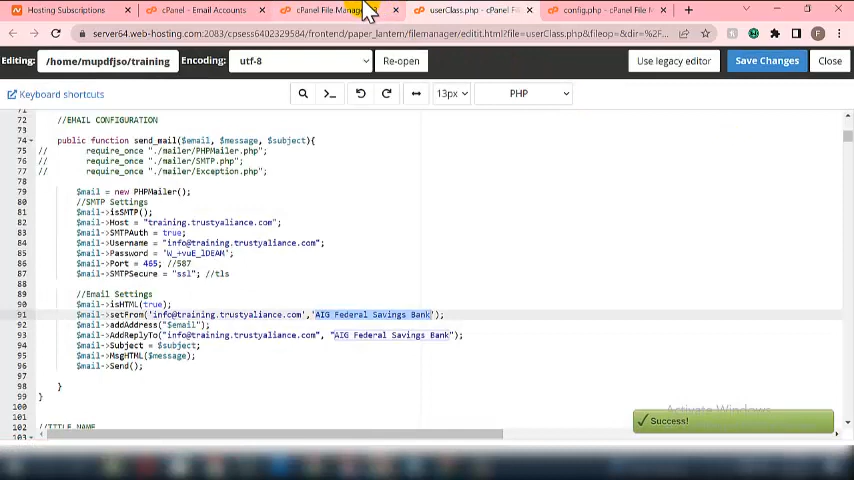 Hosting Subscriptions
cPanel - Email Accounts
cPanel File Manag
userClass.php - cPanel Fil
config.php - cPanel File M
server64.web-hosting.com:2083/cpsess6402329584/frontend/paper_lantern/filemanager/editit.html?file=userClass.php&fileop=&dir=%2F...
Editing: /home/mupdfjso/training Encoding: utf-8 Re-open Use legacy editor Save Changes Close
Keyboard shortcuts 13px PHP
71
72 //EMAIL CONFIGURATION
73
74 public function send_mail($email, $message, $subject){
75 // require_once "./mailer/PHPMailer.php";
76 // require_once "./mailer/SMTP.php";
77 // require_once "./mailer/Exception.php";
78
79 $mail = new PHPMailer();
80 //SMTP Settings
81 $mail->isSMTP();
82 $mail->Host = "training.trustyaliance.com";
83 $mail->SMTPAuth = true;
84 $mail->Username = "info@training.trustyaliance.com";
85 $mail->Password = 'W_+vuE_lDEAM';
86 $mail->Port = 465; //587
87 $mail->SMTPSecure = "ssl"; //tls
88
89 //Email Settings
90 $mail->isHTML(true);
91 $mail->setFrom('info@training.trustyaliance.com','AIG Federal Savings Bank');
92 $mail->addAddress("$email");
93 $mail->AddReplyTo("info@training.trustyaliance.com", "AIG Federal Savings Bank");
94 $mail->Subject = $subject;
95 $mail->MsgHTML($message);
96 $mail->Send();
97
98 }
99 }
100
101
102 //TITLE NAME
103
Activate Windows
Success!